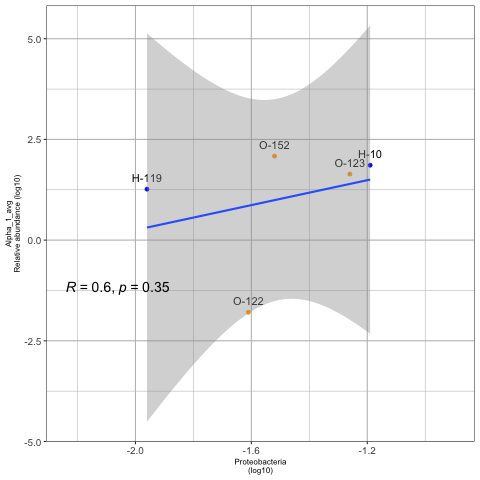 5.0
2.5
0.0
-2.5
-5.0
Alpha_1_avg
Relative abundance (log10)
O-152
H-10
O-123
H-119
R = 0.6, p = 0.35
O-122
-2.0
-1.6
-1.2
Proteobacteria
(log10)